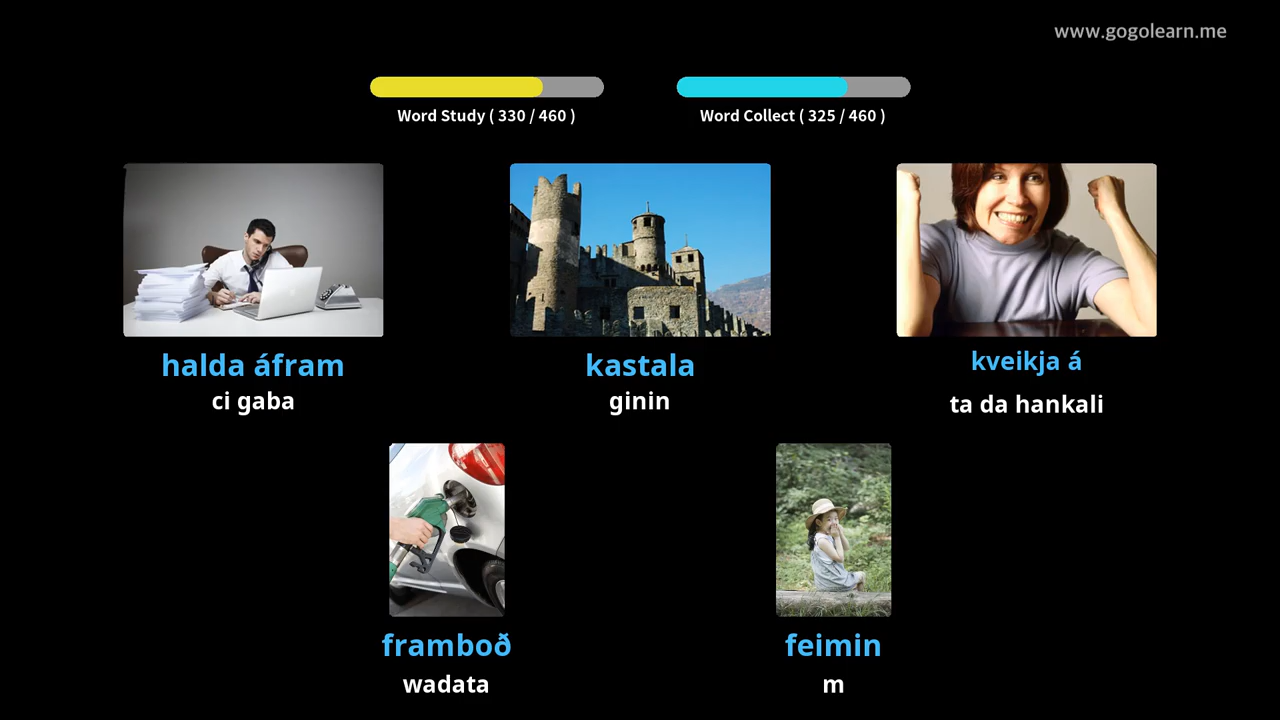 www.gogolearn.me
Word Study ( 330 / 460 )
Word Collect ( 325 / 460 )
halda áfram
ci gaba
kastala
ginin
kveikja á
ta da hankali
framboð
wadata
feimin
m